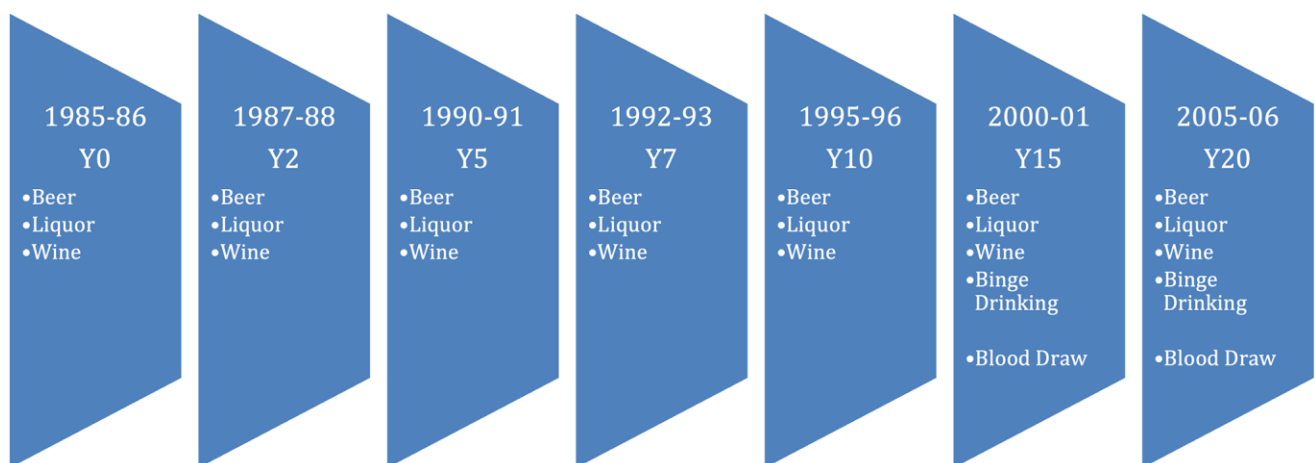 1985-86
Y0
•Beer
•Liquor
•Wine
1987-88
Y2
•Beer
•Liquor
•Wine
1990-91
Y5
•Beer
•Liquor
•Wine
1992-93
Y7
•Beer
•Liquor
•Wine
1995-96
Y10
•Beer
•Liquor
•Wine
2000-01
Y15
•Beer
•Liquor
•Wine
•Binge
Drinking
•Blood Draw
2005-06
Y20
•Beer
•Liquor
•Wine
•Binge
Drinking
•Blood Draw